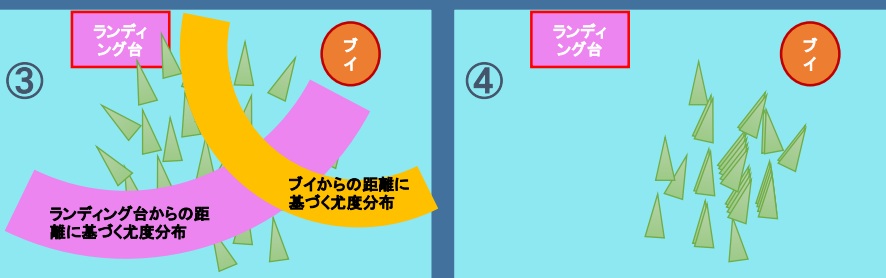 ③
ランディ
ング台
ブ
イ
ランディング台からの距
離に基づく尤度分布
ブイからの距離に
基づく尤度分布
④
ランディ
ング台
ブ
イ